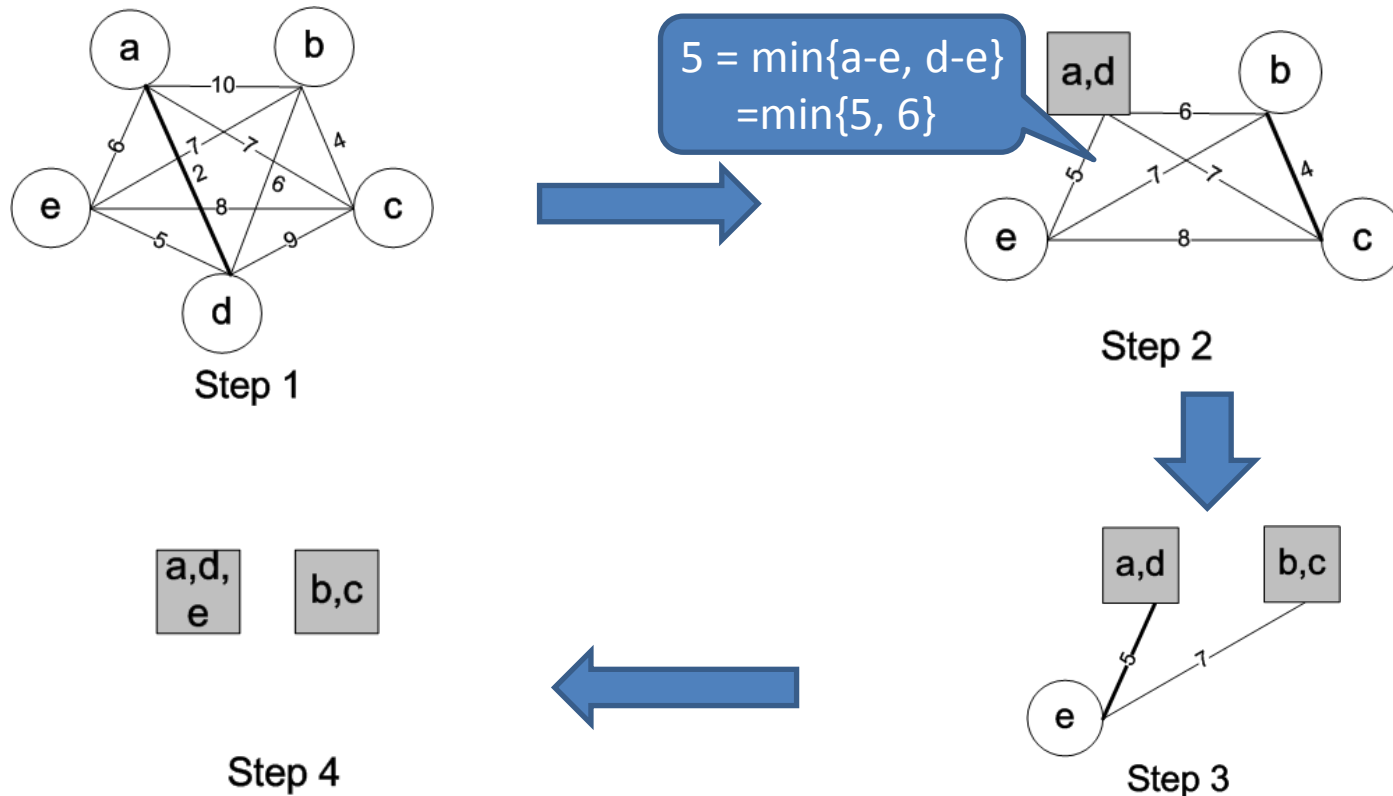 a
b
10
6
7
7
4
2
6
e
8
c
5
9
d
Step 1
5 = min{a-e, d-e}
=min{5, 6}
a,d
b
6
5
7
7
4
e
8
c
Step 2
a,d
b,c
5
7
e
Step 3
a,d,
e
b,c
Step 4